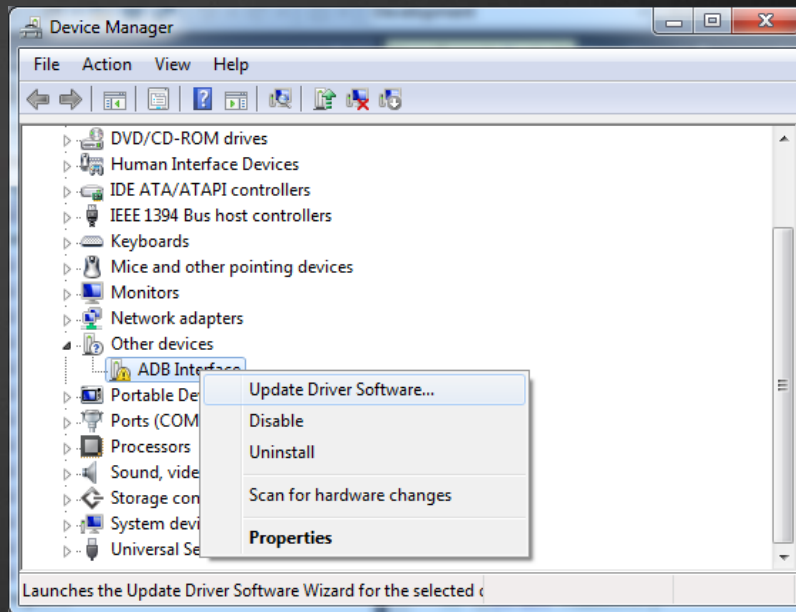 Device Manager
File Action View Help
DVD/CD-ROM drives
Human Interface Devices
IDE ATA/ATAPI controllers
IEEE 1394 Bus host controllers
Keyboards
Mice and other pointing devices
Monitors
Network adapters
Other devices
ADB Interface
Portable De
Ports (COM
Processors
Sound, vide
Storage con
System devi
Universal Se
Update Driver Software...
Disable
Uninstall
Scan for hardware changes
Properties
Launches the Update Driver Software Wizard for the selected